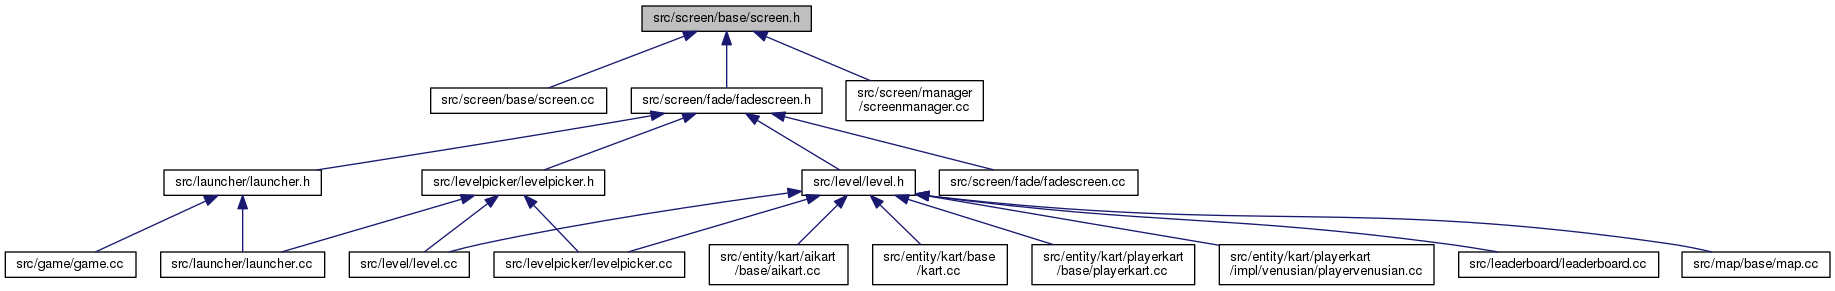 src/screen/base/screen.h
src/screen/base/screen.cc
src/screen/fade/fadescreen.h
src/screen/manager
/screenmanager.cc
src/launcher/launcher.h
src/levelpicker/levelpicker.h
src/level/level.h
src/screen/fade/fadescreen.cc
src/game/game.cc
src/launcher/launcher.cc
src/level/level.cc
src/levelpicker/levelpicker.cc
src/entity/kart/aikart
/base/aikart.cc
src/entity/kart/base
/kart.cc
src/entity/kart/playerkart
/base/playerkart.cc
src/entity/kart/playerkart
/impl/venusian/playervenusian.cc
src/leaderboard/leaderboard.cc
src/map/base/map.cc